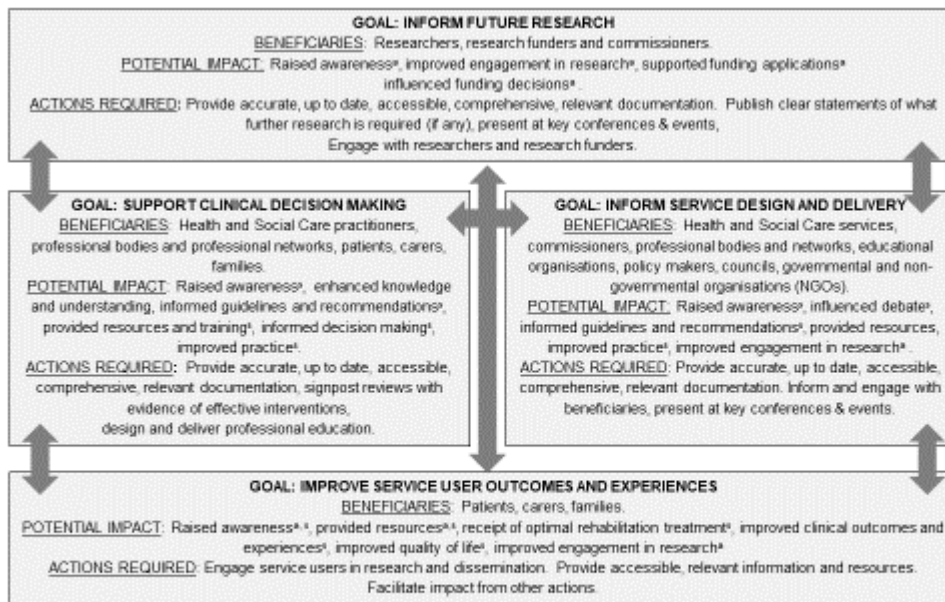 GOAL: INFORM FUTURE RESEARCH
BENEFICIARIES: Researchers, research funders and commissioners.
POTENTIAL IMPACT: Raised awarenessª, improved engagement in researchª, supported funding applicationsª
influenced funding decisionsª .
ACTIONS REQUIRED: Provide accurate, up to date, accessible, comprehensive, relevant documentation. Publish clear statements of what
further research is required (if any), present at key conferences & events,
Engage with researchers and research funders.
GOAL: SUPPORT CLINICAL DECISION MAKING
BENEFICIARIES: Health and Social Care practitioners,
professional bodies and professional networks, patients, carers,
families.
POTENTIAL IMPACT: Raised awareness, enhanced knowledge
and understanding, informed guidelines and recommendations,
provided resources and training, informed decision making,
improved practice.
ACTIONS REQUIRED: Provide accurate, up to date, accessible,
comprehensive, relevant documentation, signpost reviews with
evidence of effective interventions,
design and deliver professional education.
GOAL: INFORM SERVICE DESIGN AND DELIVERY
BENEFICIARIES: Health and Social Care services,
commissioners, professional bodies and networks, educational
organisations, policy makers, councils, governmental and non-
governmental organisations (NGOs).
POTENTIAL IMPACT: Raised awareness, influenced debate,
informed guidelines and recommendations, provided resources,
improved practice, improved engagement in researchª .
ACTIONS REQUIRED: Provide accurate, up to date, accessible,
comprehensive, relevant documentation. Inform and engage with
beneficiaries, present at key conferences & events.
GOAL: IMPROVE SERVICE USER OUTCOMES AND EXPERIENCES
BENEFICIARIES: Patients, carers, families.
POTENTIAL IMPACT: Raised awareness, provided resources, receipt of optimal rehabilitation treatment, improved clinical outcomes and
experiences, improved quality of life, improved engagement in researchª
ACTIONS REQUIRED: Engage service users in research and dissemination. Provide accessible, relevant information and resources.
Facilitate impact from other actions.